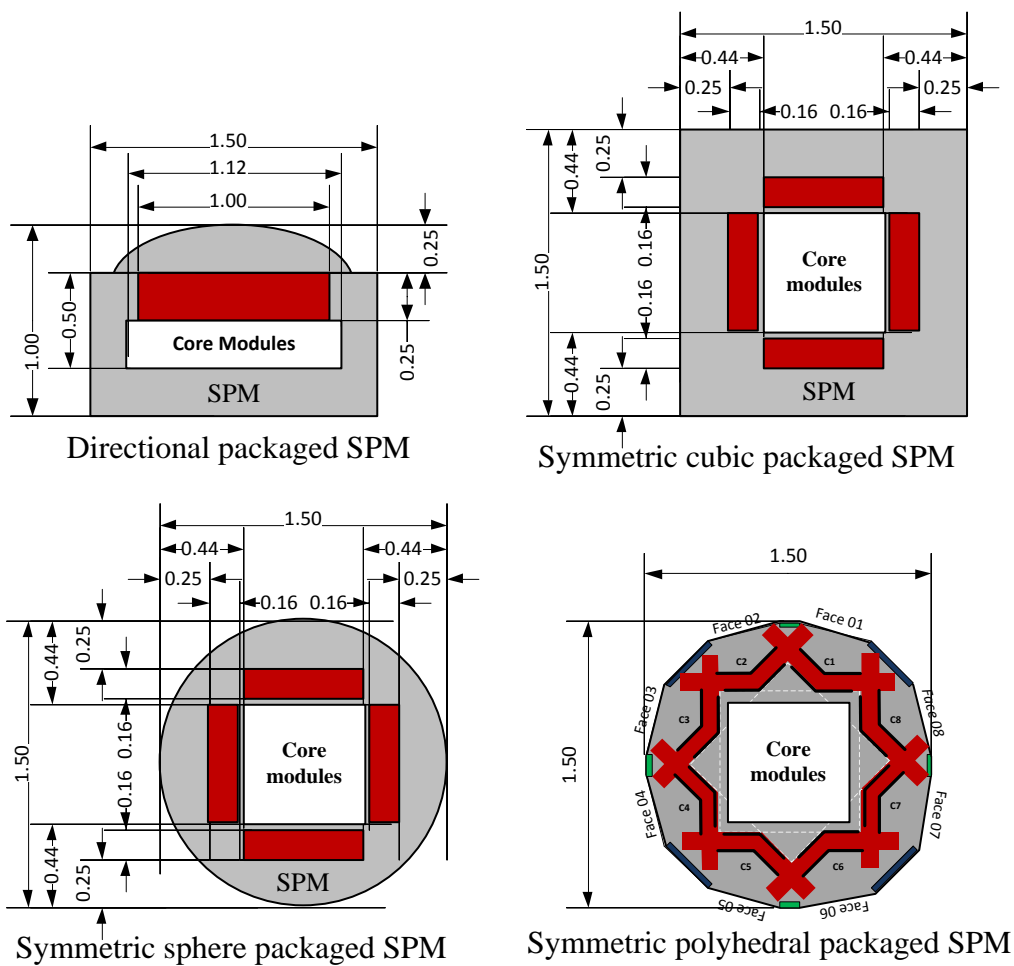 1.50
1.12
1.00
0.25
0.50
1.00
0.25
Core Modules
SPM
Directional packaged SPM
1.50
0.44
0.44
0.25
0.25
0.16
0.16
0.25
0.44
0.16
0.16
1.50
0.44
0.25
Core
modules
SPM
Symmetric cubic packaged SPM
1.50
0.44
0.44
0.25
0.25
0.16
0.16
0.25
0.44
0.16
0.16
1.50
0.44
0.25
Core
modules
SPM
Symmetric sphere packaged SPM
1.50
1.50
Face 02
Face 01
C2
C1
Face 03
C3
C8
Face 08
Core
modules
Face 04
C4
C7
Face 07
C5
C6
Face 05
Face 06
Symmetric polyhedral packaged SPM